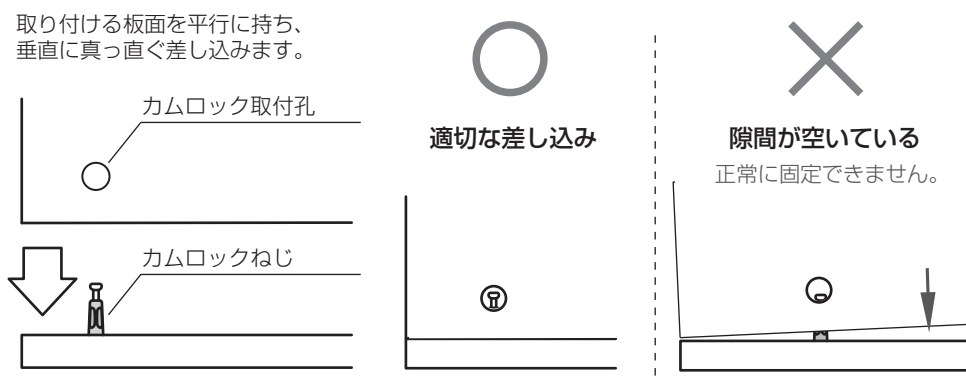 取り付ける板面を平行に持ち、
垂直に真っ直ぐ差し込みます。
カムロック取付孔
カムロックねじ
適切な差し込み
隙間が空いている
正常に固定できません。